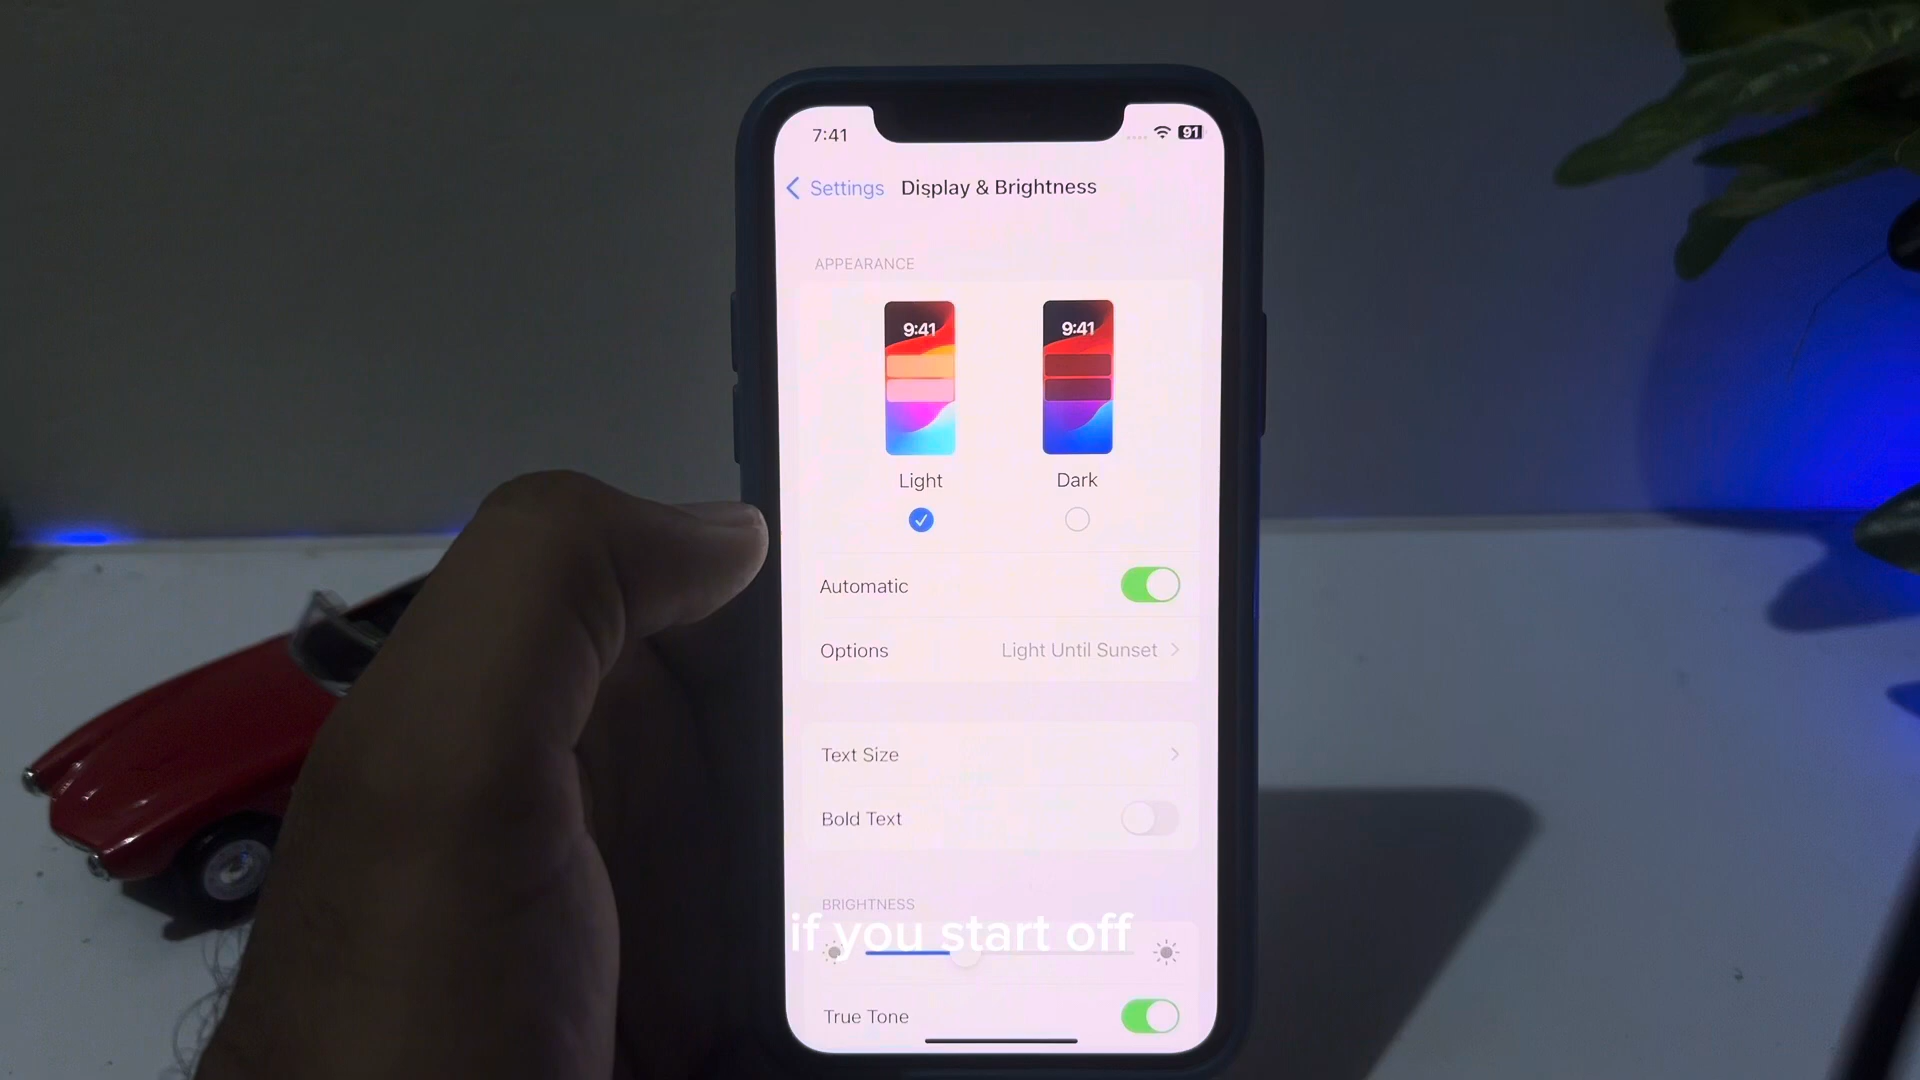 7:41
91
Settings
Display & Brightness
APPEARANCE
9:41
9:41
Light
Dark
Automatic
Options
Light Until Sunset
Text Size
Bold Text
BRIGHTNESS
if you start off
True Tone